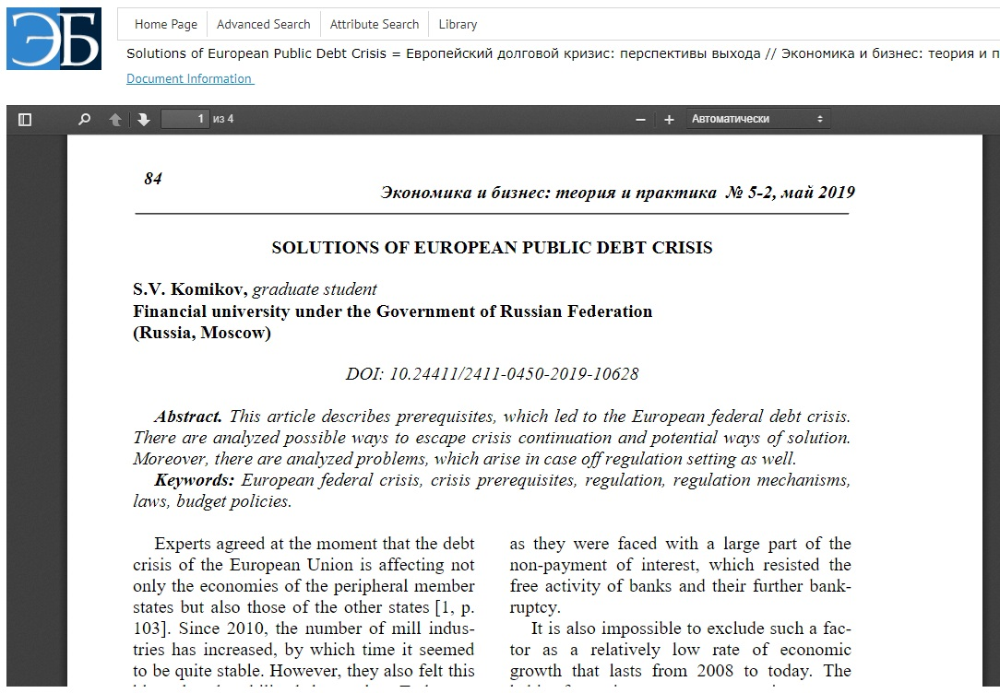 ЭБ
Home Page Advanced Search Attribute Search Library
Solutions of European Public Debt Crisis = Европейский долговой кризис: перспективы выхода // Экономика и бизнес: теория и п
Document Information
1 из 4 Автоматически
84
Экономика и бизнес: теория и практика № 5-2, май 2019
SOLUTIONS OF EUROPEAN PUBLIC DEBT CRISIS
S.V. Komikov, graduate student
Financial university under the Government of Russian Federation
(Russia, Moscow)
DOI: 10.24411/2411-0450-2019-10628
Abstract. This article describes prerequisites, which led to the European federal debt crisis.
There are analyzed possible ways to escape crisis continuation and potential ways of solution.
Moreover, there are analyzed problems, which arise in case off regulation setting as well.
Keywords: European federal crisis, crisis prerequisites, regulation, regulation mechanisms,
laws, budget policies.
Experts agreed at the moment that the debt
crisis of the European Union is affecting not
only the economies of the peripheral member
states but also those of the other states [1, p.
103]. Since 2010, the number of mill indus-
tries has increased, by which time it seemed
to be quite stable. However, they also felt this
as they were faced with a large part of the
non-payment of interest, which resisted the
free activity of banks and their further bank-
ruptcy.
It is also impossible to exclude such a fac-
tor as a relatively low rate of economic
growth that lasts from 2008 to today. The